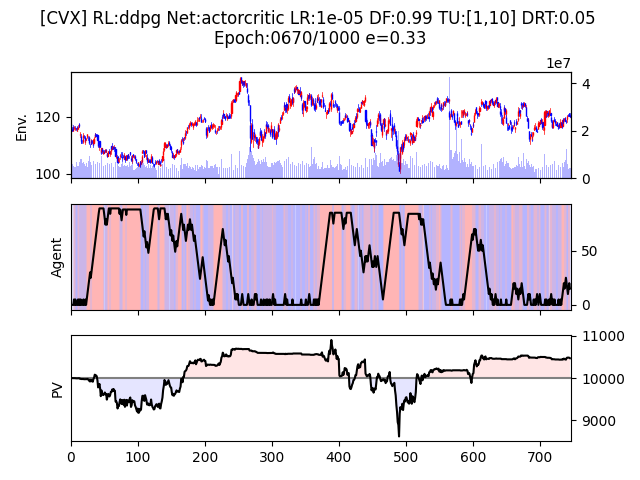 [CVX] RL:ddpg Net:actorcritic LR:1e-05 DF:0.99 TU:[1,10] DRT:0.05
Epoch:0670/1000 e=0.33
1e7
Env.
120
100
4
2
0
Agent
50
0
PV
11000
10000
9000
0 100 200 300 400 500 600 700